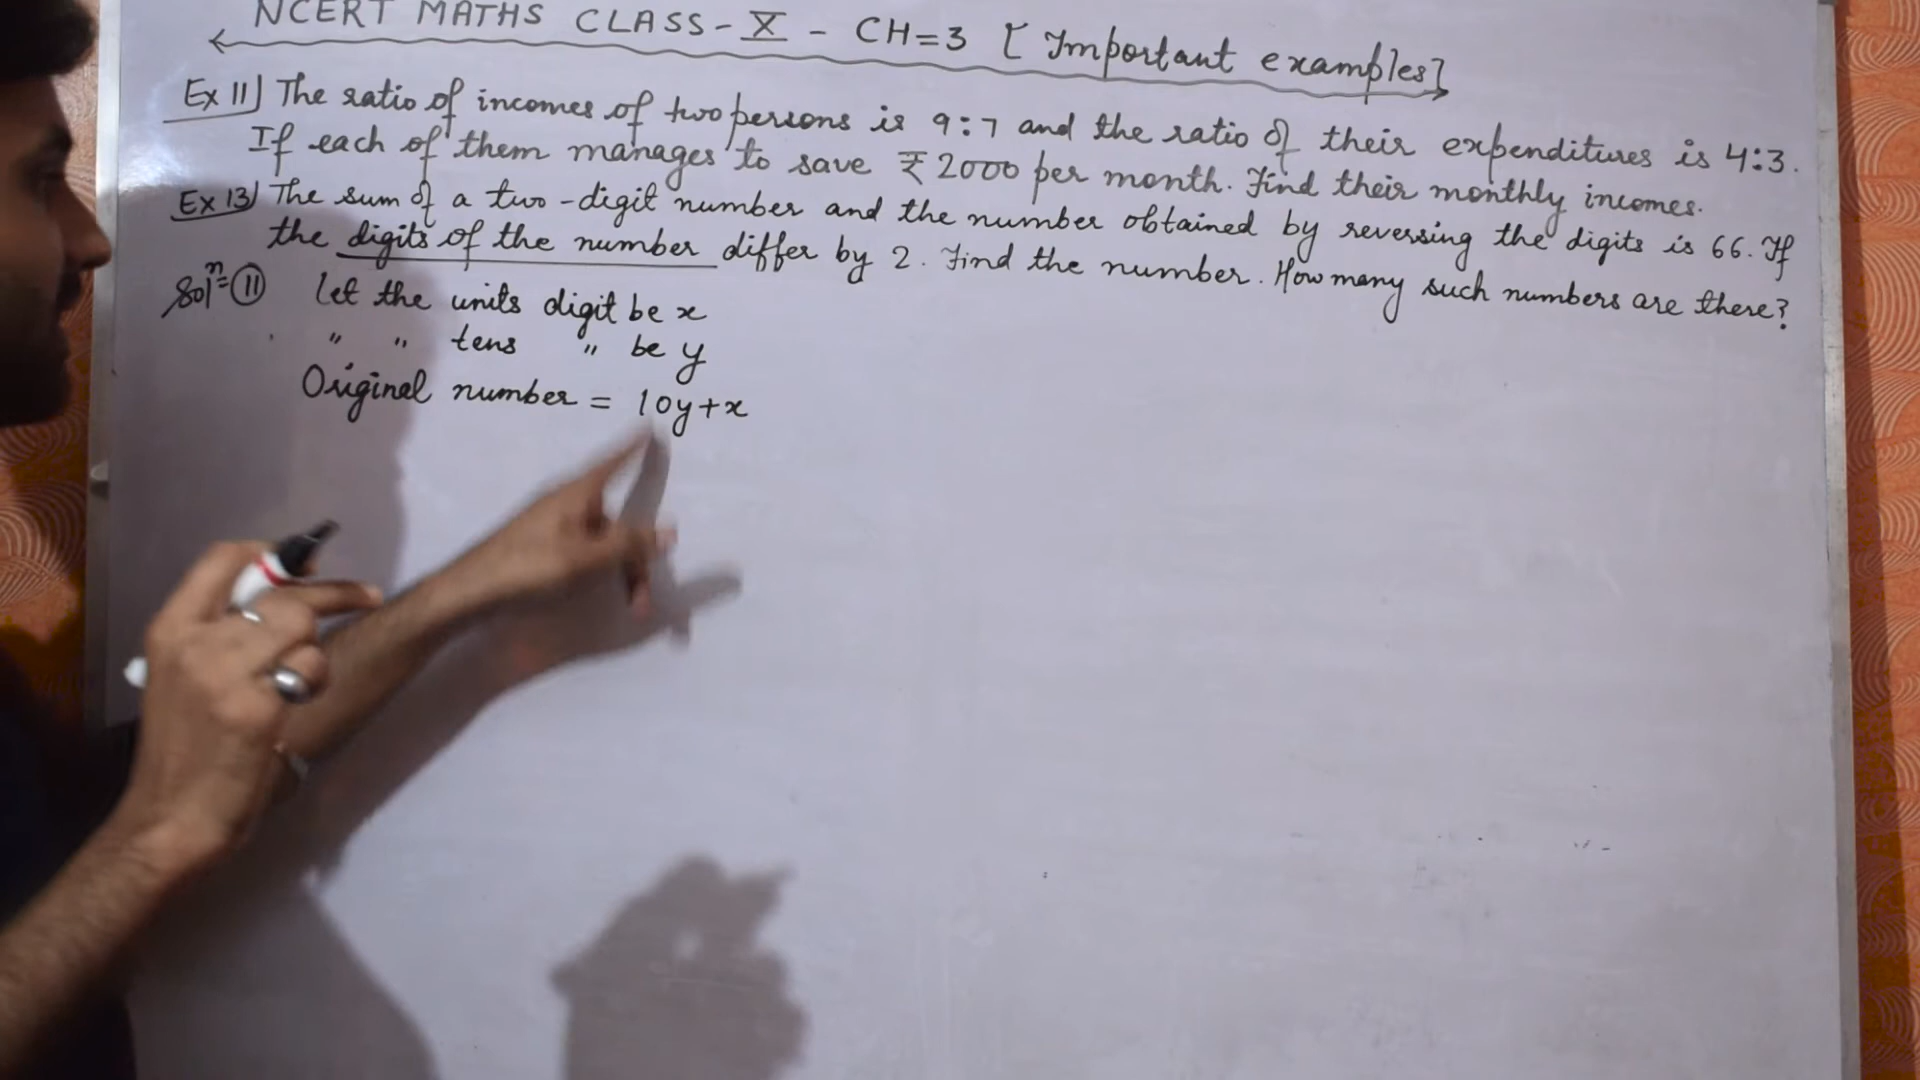 NCERT MATHS CLASS-X - CH=3 [Important examples]
Ex 11) The ratio of incomes of two persons is 9:7 and the ratio of their expenditures is 4:3.
If each of them manages to save ₹2000 per month. Find their monthly incomes.
Ex 13) The sum of a two-digit number and the number obtained by reversing the digits is 66. If
the digits of the number differ by 2. Find the number. How many such numbers are there?
Solⁿ= (11) let the units digit be x
" " tens " be y
Original number = 10y+x